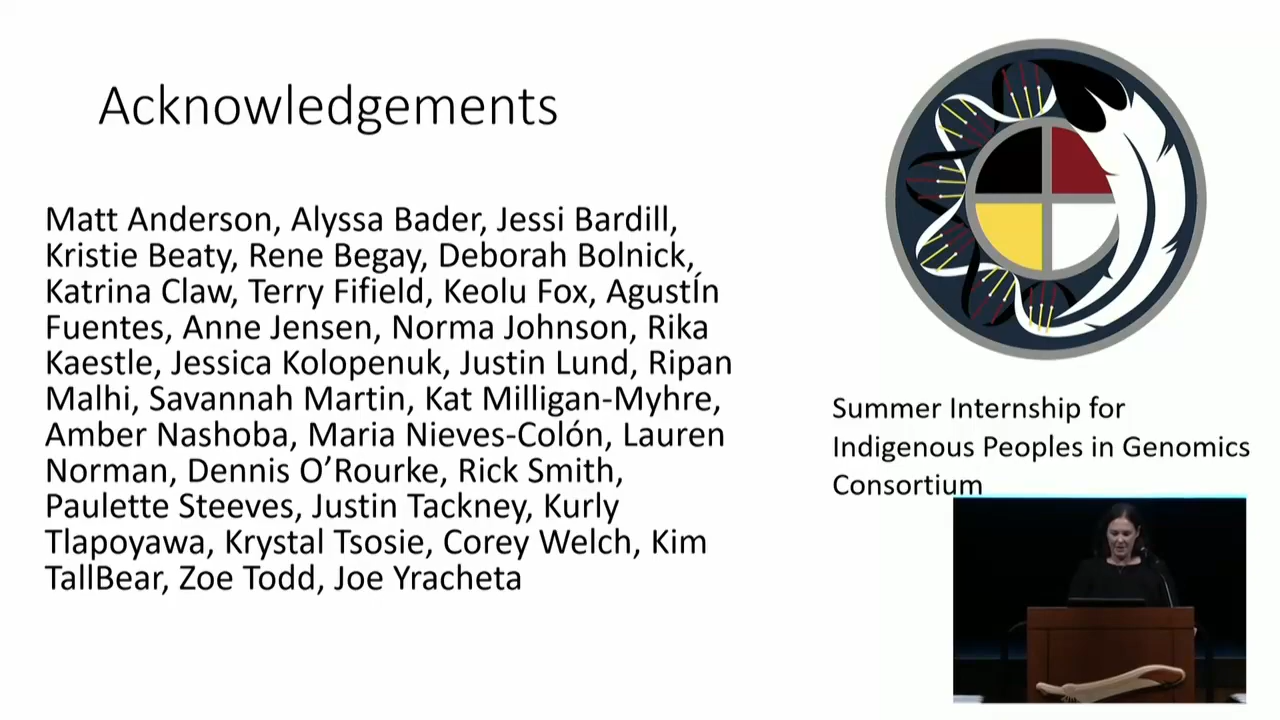 Acknowledgements
Matt Anderson, Alyssa Bader, Jessi Bardill,
Kristie Beaty, Rene Begay, Deborah Bolnick,
Katrina Claw, Terry Fifield, Keolu Fox, AgustÍn
Fuentes, Anne Jensen, Norma Johnson, Rika
Kaestle, Jessica Kolopenuk, Justin Lund, Ripan
Malhi, Savannah Martin, Kat Milligan-Myhre,
Amber Nashoba, Maria Nieves-Colón, Lauren
Norman, Dennis O’Rourke, Rick Smith,
Paulette Steeves, Justin Tackney, Kurly
Tlapoyawa, Krystal Tsosie, Corey Welch, Kim
TallBear, Zoe Todd, Joe Yracheta
Summer Internship for
Indigenous Peoples in Genomics
Consortium